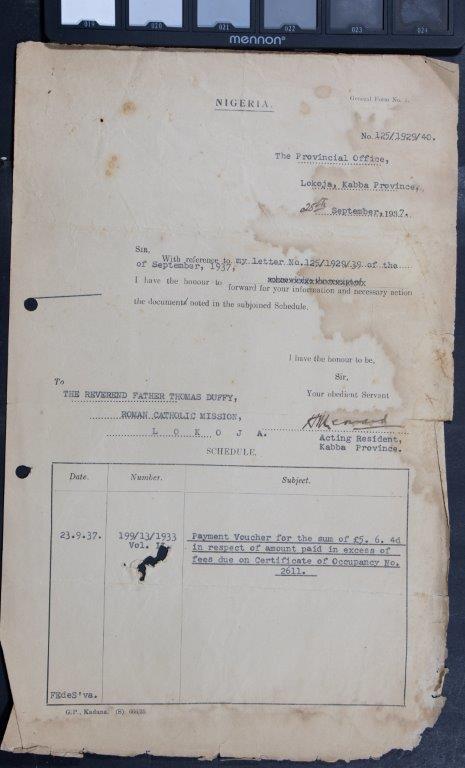 019 020 021 022 023 024
mennon®
NIGERIA.
General Form No.
No. 125/1929/40.
The Provincial Office,
Lokoja, Kabba Province,
25th September, 1937.
SIR,
With reference to my letter No.125/1929/39 of the
of September, 1937,
I have the honour to
forward for your information and necessary action
the documents noted in the subjoined Schedule.
I have the honour to be,
Sir,
Your obedient Servant
To
THE REVEREND FATHER THOMAS DUFFY,
ROMAN CATHOLIC MISSION,
LOKOJA.
Acting Resident,
Kabba Province.
SCHEDULE.
Date. Number. Subject.
23.9.37. 199/13/1933 Payment Voucher for the sum of £5. 6. 4d
Vol. in respect of amount paid in excess of
fees due on Certificate of Occupancy No.
2611.
FEdeS'va.
G.P., Kaduna. (S)